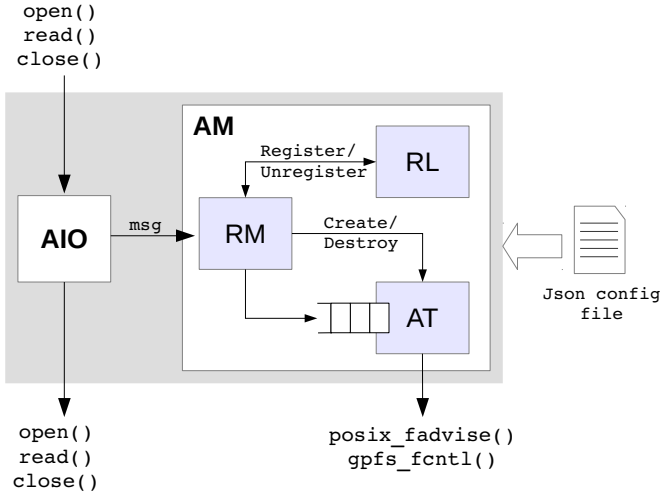 open()
read()
close()
AM
Register/
Unregister
RL
AIO
msg
RM
Create/
Destroy
AT
Json config
file
open()
read()
close()
posix_fadvise()
gpfs_fcntl()